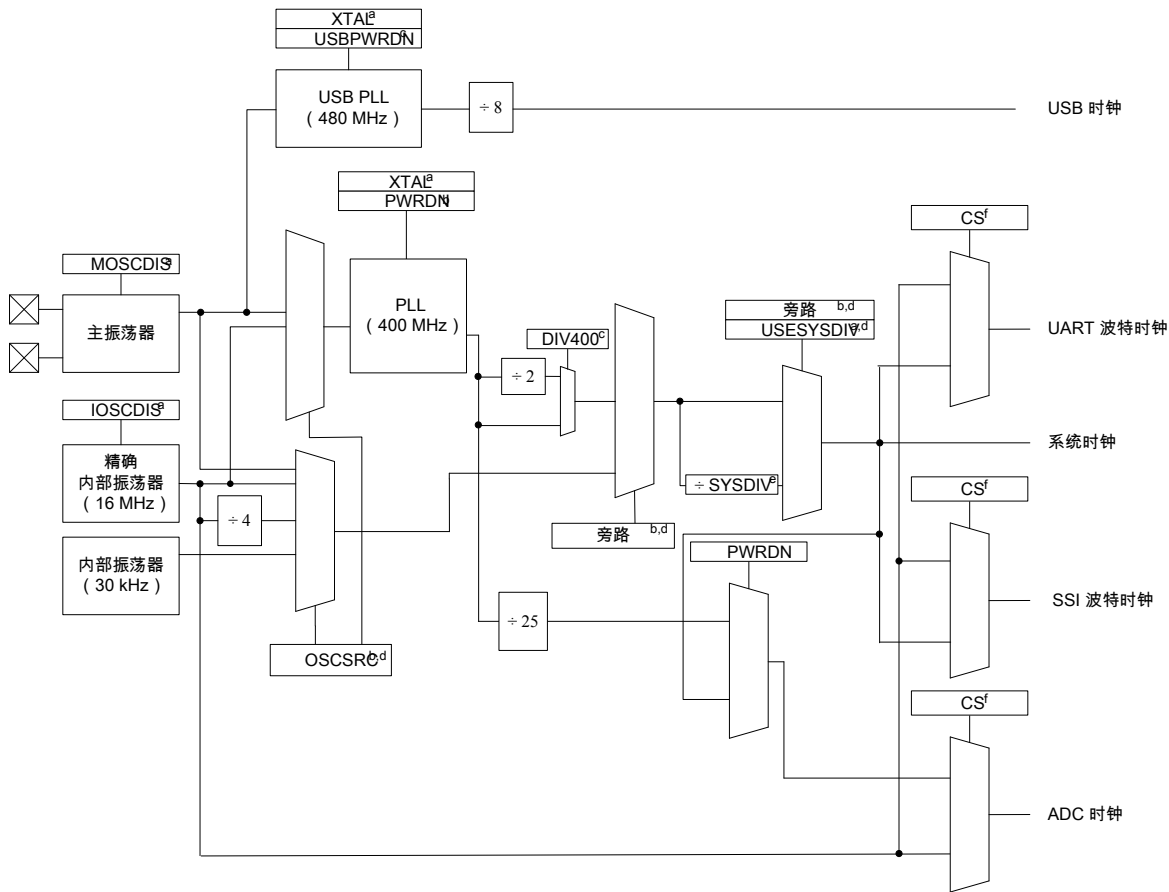 XTALa
USBPWRDNc
USB PLL
( 480 MHz )
÷ 8
USB 时钟
XTALa
PWRDN
CSf
MOSCDISa
PLL
( 400 MHz )
主振荡器
旁路 b,d
USESYSDIV,d
UART 波特时钟
DIV400c
÷ 2
IOSCDISa
系统时钟
精确
内部振荡器
( 16 MHz )
÷ SYSDIVe
CSf
÷ 4
旁路 b,d
PWRDN
内部振荡器
( 30 kHz )
SSI 波特时钟
÷ 25
OSCSRCb,d
CSf
ADC 时钟